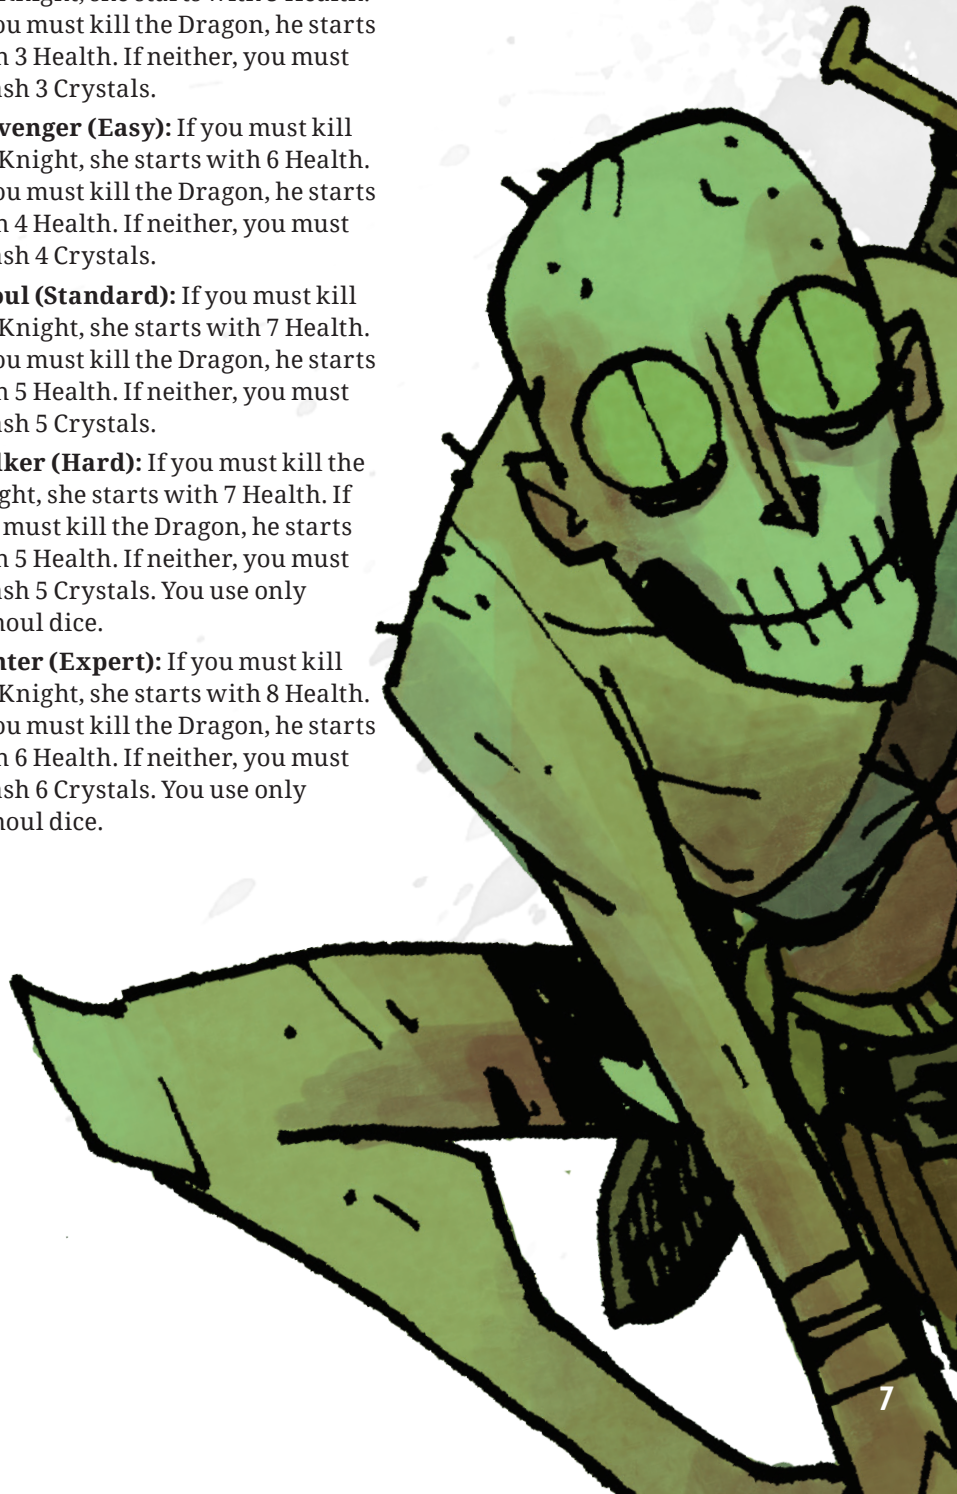 ou must kill the Dragon, he starts
3 Health. If neither, you must
sh 3 Crystals.
venger (Easy): If you must kill
Knight, she starts with 6 Health.
ou must kill the Dragon, he starts
4 Health. If neither, you must
sh 4 Crystals.
oul (Standard): If you must kill
Knight, she starts with 7 Health.
ou must kill the Dragon, he starts
5 Health. If neither, you must
sh 5 Crystals.
lker (Hard): If you must kill the
ght, she starts with 7 Health. If
must kill the Dragon, he starts
5 Health. If neither, you must
sh 5 Crystals. You use only
oul dice.
nter (Expert): If you must kill
Knight, she starts with 8 Health.
ou must kill the Dragon, he starts
6 Health. If neither, you must
sh 6 Crystals. You use only
oul dice.
7